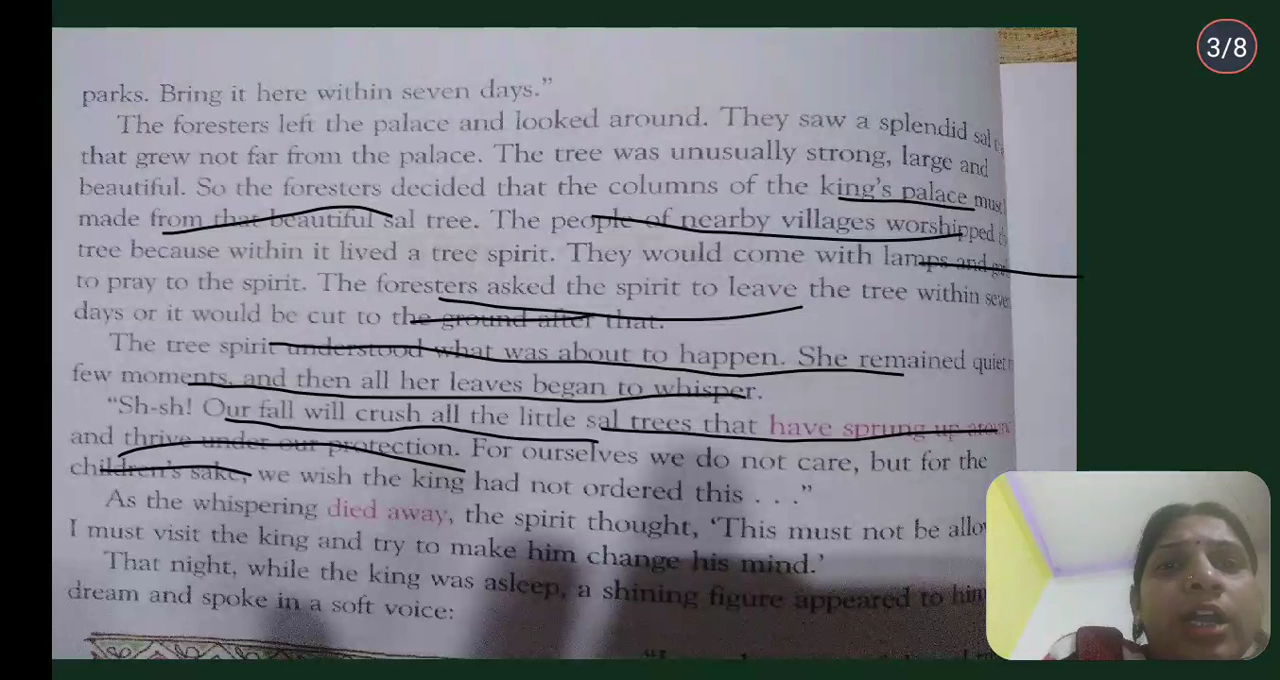 3/8
parks. Bring it here within seven days.”
The foresters left the palace and looked around. They saw a splendid sal
that grew not far from the palace. The tree was unusually strong, large and
beautiful. So the foresters decided that the columns of the king's palace must
made from that beautiful sal tree. The people of nearby villages worshipped
tree because within it lived a tree spirit. They would come with lamps and
to pray to the spirit. The foresters asked the spirit to leave the tree within
days or it would be cut to the ground after that.
The tree spirit understood what was about to happen. She remained quiet
few moments, and then all her leaves began to whisper.
“Sh-sh! Our fall will crush all the little sal trees that have sprung up
and thrive under our protection. For ourselves we do not care, but for the
children's sake, we wish the king had not ordered this . . .”
As the whispering died away, the spirit thought, ‘This must not be
I must visit the king and try to make him change his mind.’
That night, while the king was asleep, a shining figure appeared to
dream and spoke in a soft voice: